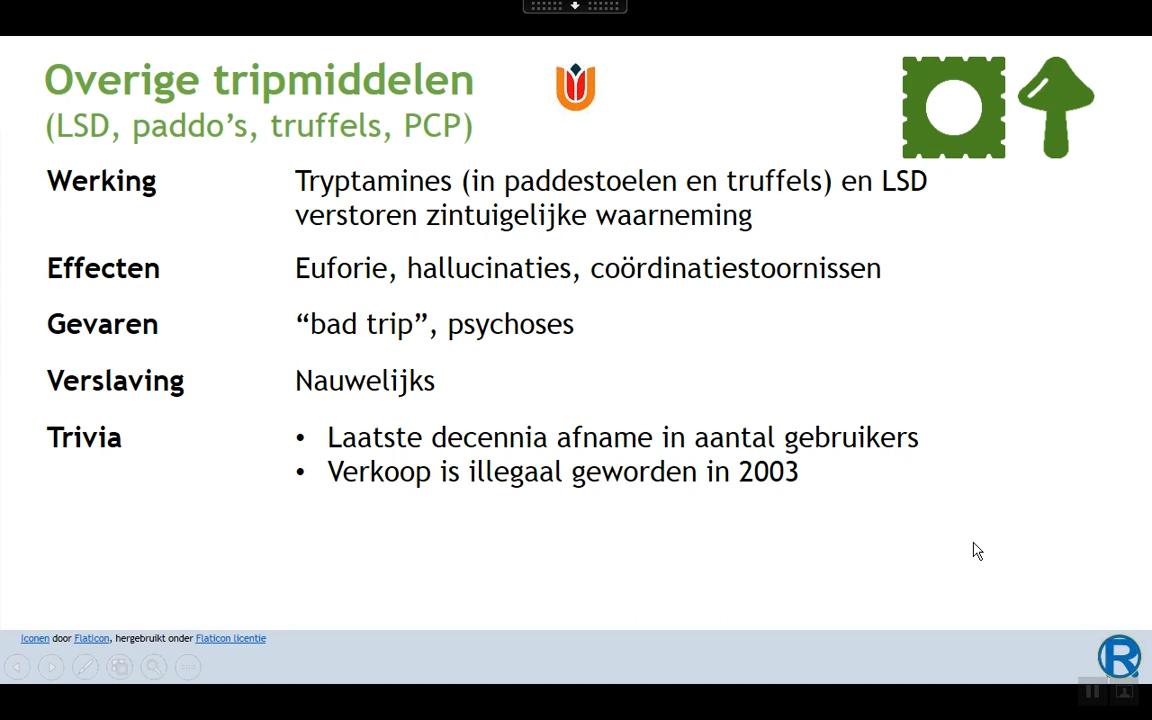 Overige tripmiddelen
(LSD, paddo’s, truffels, PCP)
Werking
Tryptamines (in paddestoelen en truffels) en LSD
verstoren zintuigelijke waarneming
Effecten
Euforie, hallucinaties, coördinatiestoornissen
Gevaren
“bad trip”, psychoses
Verslaving
Nauwelijks
Trivia
• Laatste decennia afname in aantal gebruikers
• Verkoop is illegaal geworden in 2003
Iconen door Flaticon, hergebruikt onder Flaticon licentie
R